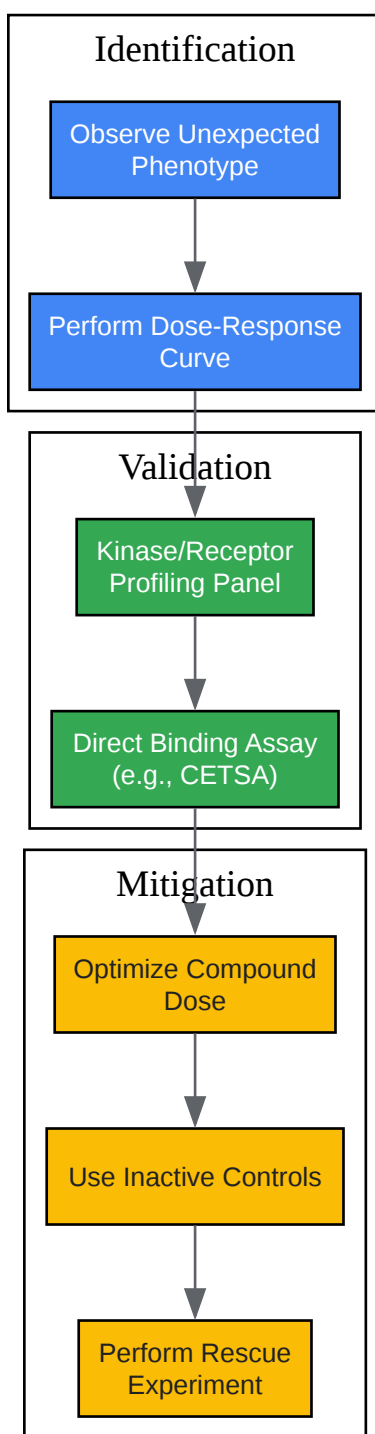 Identification
Observe Unexpected
Phenotype
Perform Dose-Response
Curve
Validation
Kinase/Receptor
Profiling Panel
Direct Binding Assay
(e.g., CETSA)
Mitigation
Optimize Compound
Dose
Use Inactive Controls
Perform Rescue
Experiment